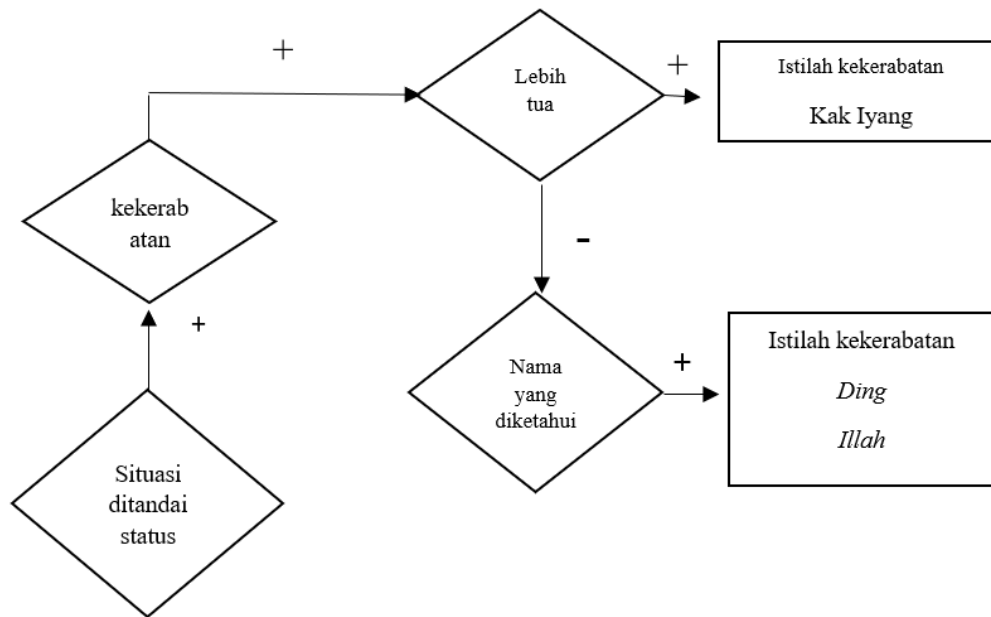 +
Lebih
tua
+
Istilah kekerabatan
Kak Iyang
kekerab
atan
-
+
Nama
yang
diketahui
+
Istilah kekerabatan
Ding
Illah
Situasi
ditandai
status